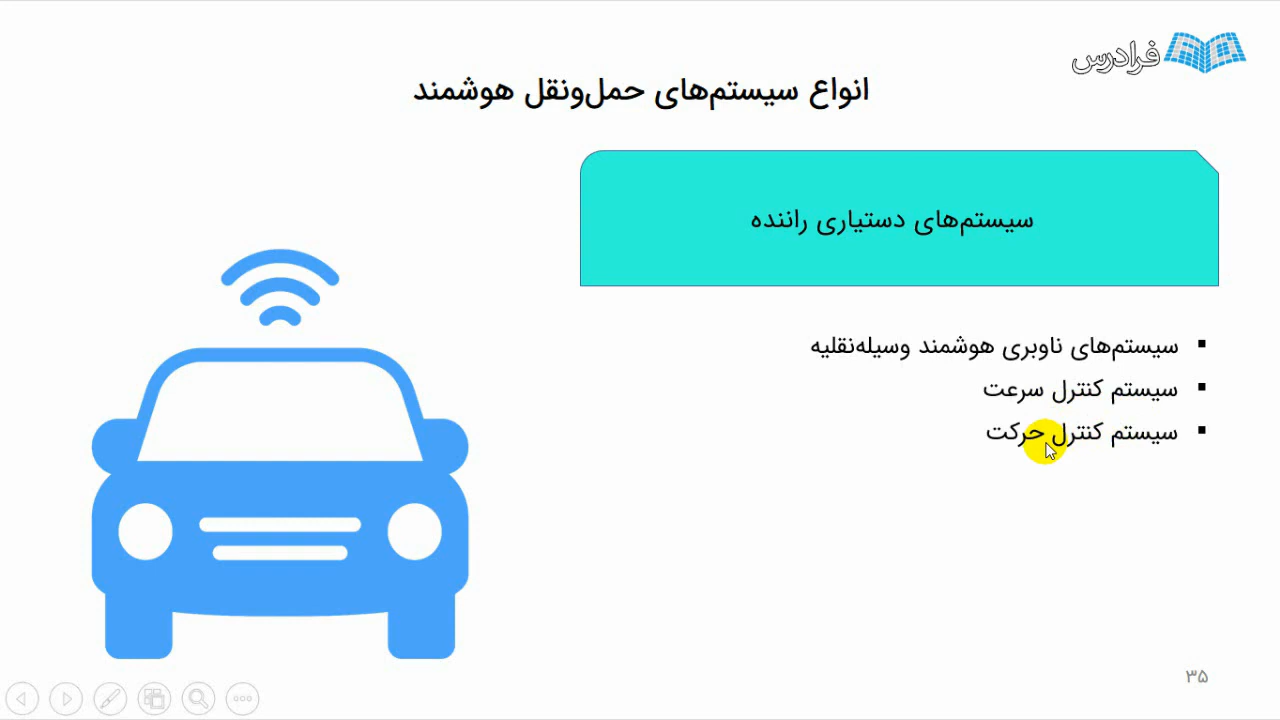 فرادرس
انواع سیستم‌های حمل‌ونقل هوشمند
سیستم‌های دستیاری راننده
▪ سیستم‌های ناوبری هوشمند وسیله‌نقلیه
▪ سیستم کنترل سرعت
▪ سیستم کنترل حرکت
۳۵